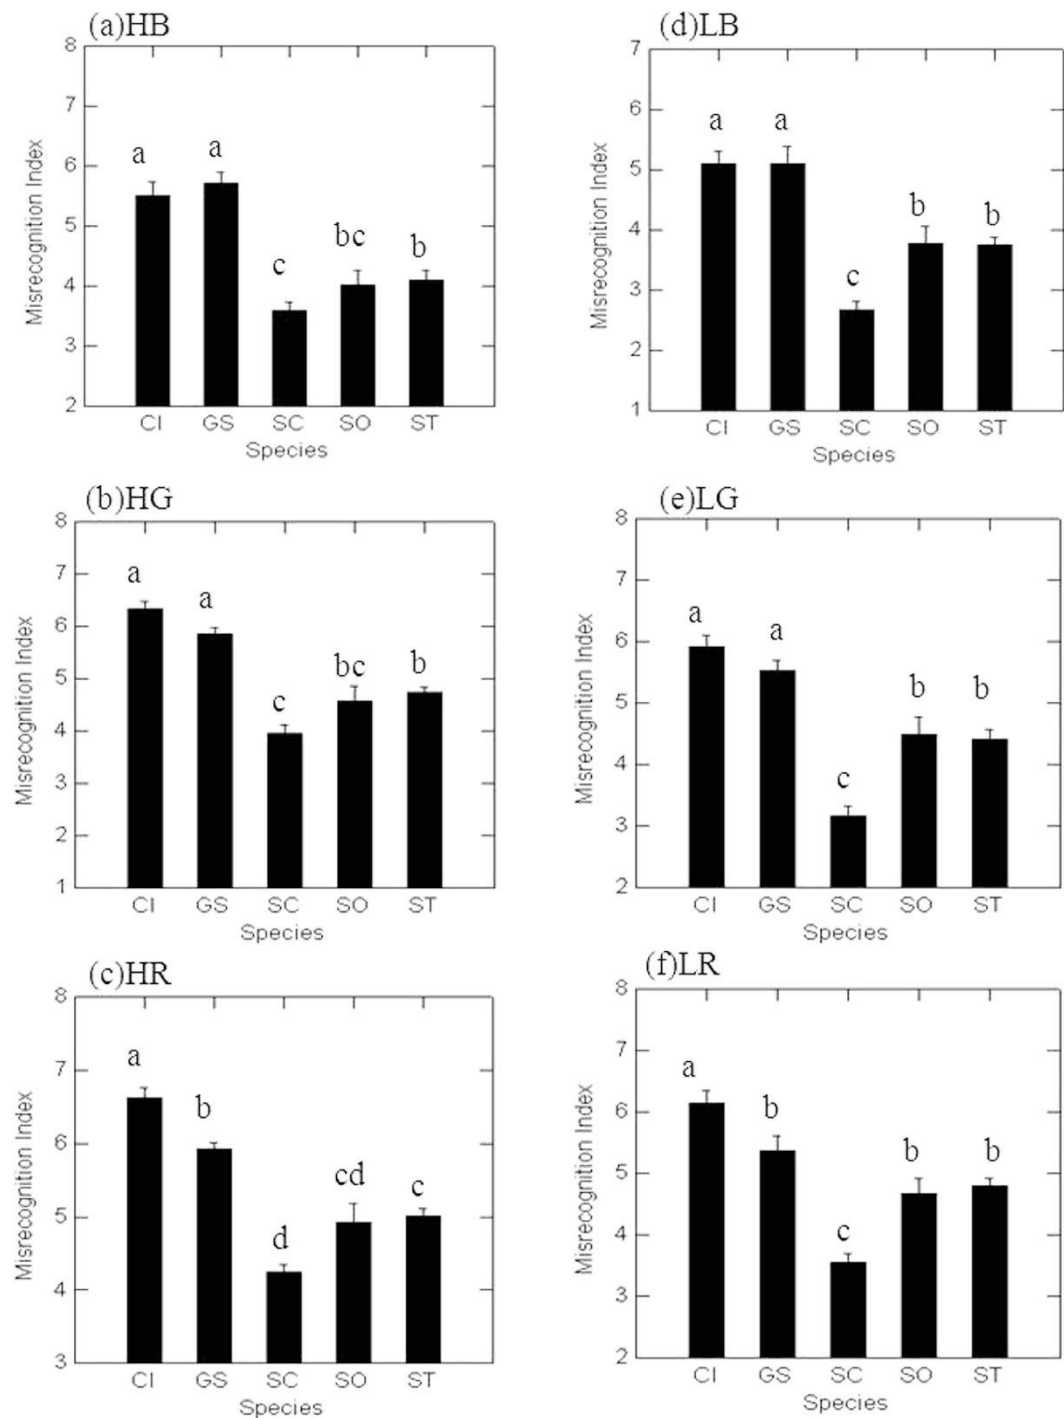 (a)HB
8
7
6
5
4
3
2
Misrecognition Index
a
a
c
bc
b
CI GS SC SO ST
Species
(b)HG
8
7
6
5
4
3
2
1
Misrecognition Index
a
a
c
bc
b
CI GS SC SO ST
Species
(c)HR
8
7
6
5
4
3
Misrecognition Index
a
b
d
cd
c
CI GS SC SO ST
Species
(d)LB
7
6
5
4
3
2
1
Misrecognition Index
a
a
c
b
b
CI GS SC SO ST
Species
(e)LG
8
7
6
5
4
3
2
Misrecognition Index
a
a
c
b
b
CI GS SC SO ST
Species
(f)LR
8
7
6
5
4
3
2
Misrecognition Index
a
b
c
b
b
CI GS SC SO ST
Species